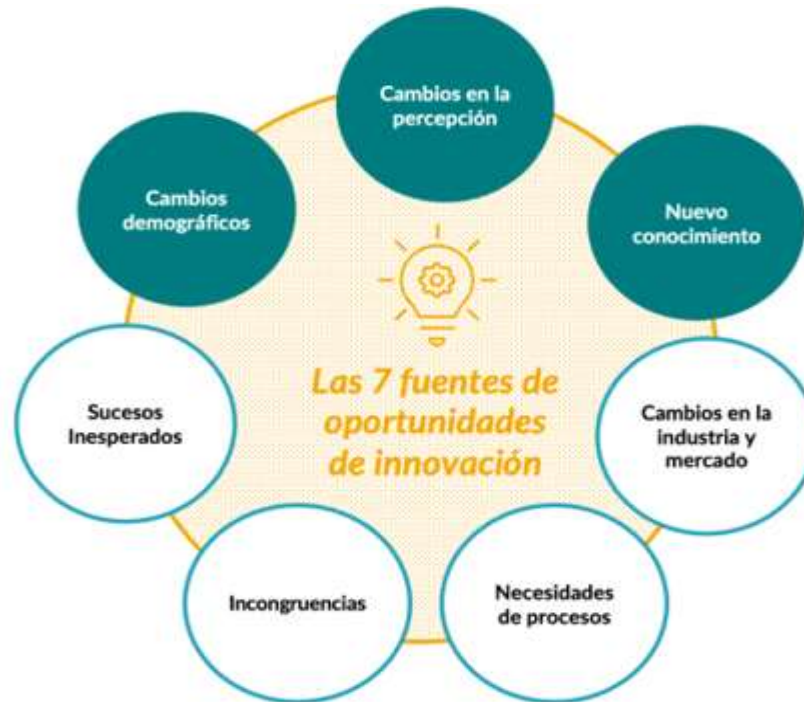 Cambios en la
percepción
Cambios
demográficos
Nuevo
conocimiento
Las 7 fuentes de
oportunidades
de innovación
Sucesos
Inesperados
Cambios en la
industria y
mercado
Incongruencias
Necesidades
de procesos